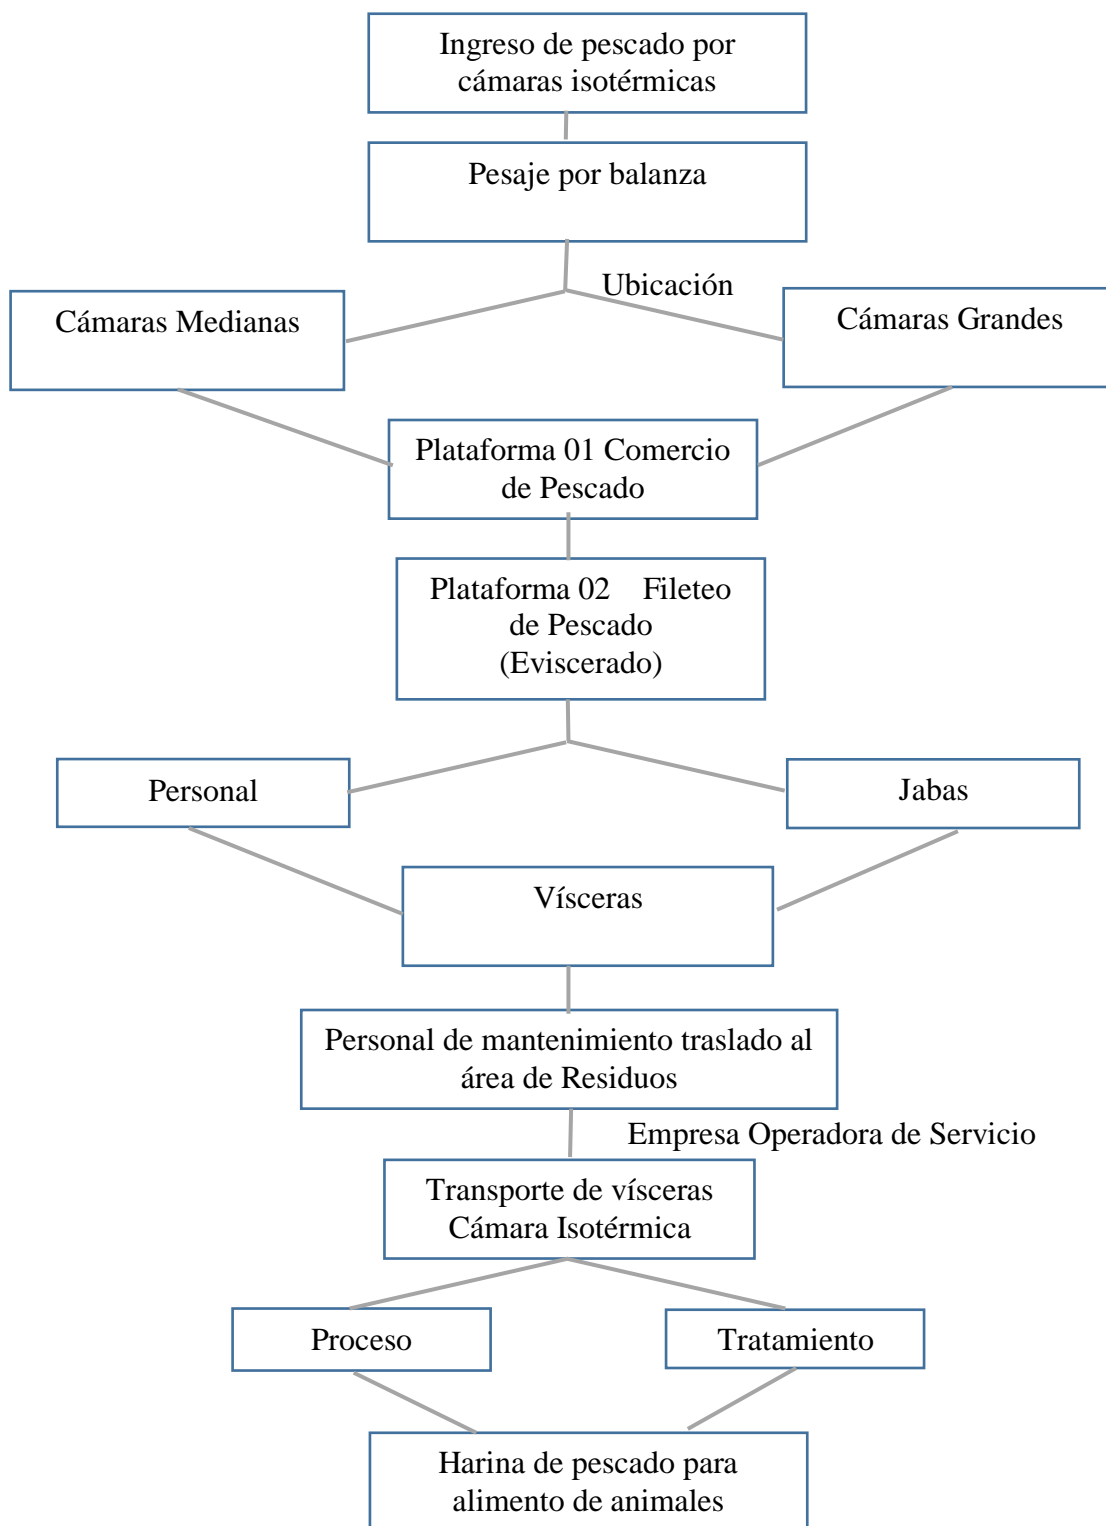 Ingreso de pescado por
cámaras isotérmicas
Pesaje por balanza
Ubicación
Cámaras Medianas
Cámaras Grandes
Plataforma 01 Comercio
de Pescado
Plataforma 02    Fileteo
de Pescado
(Eviscerado)
Personal
Jabas
Vísceras
Personal de mantenimiento traslado al
área de Residuos
Empresa Operadora de Servicio
Transporte de vísceras
Cámara Isotérmica
Proceso
Tratamiento
Harina de pescado para
alimento de animales